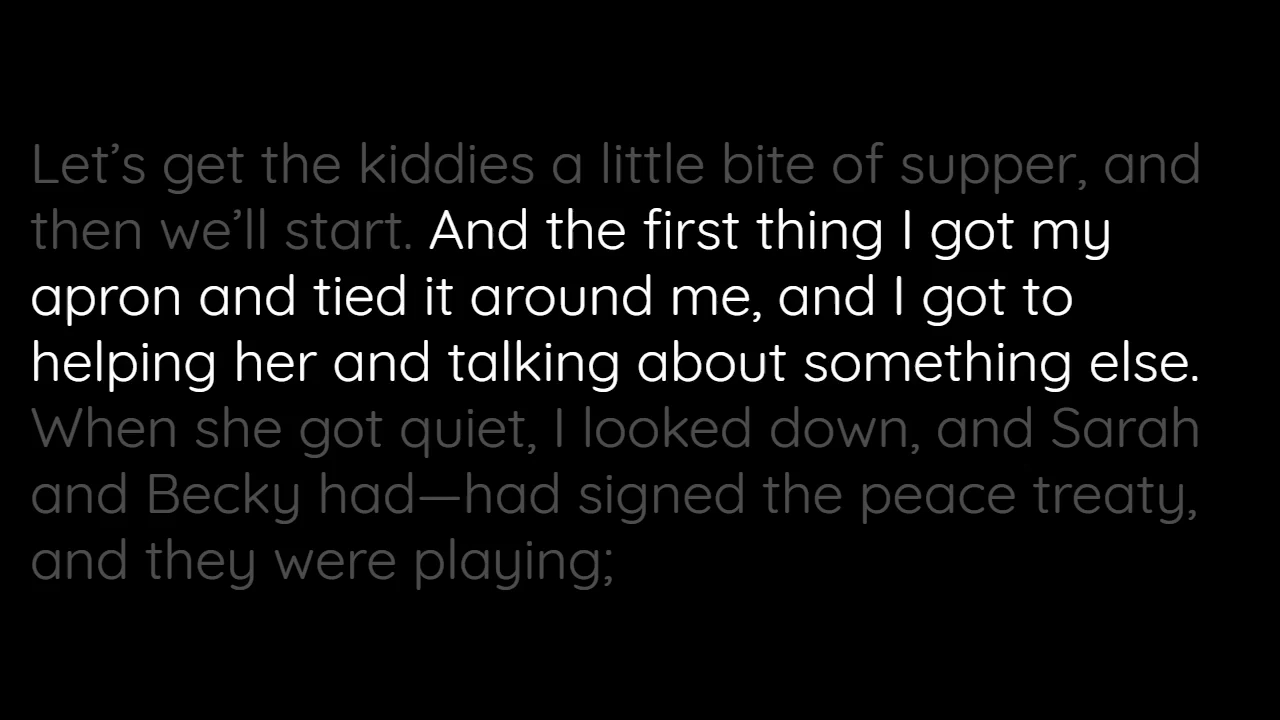 Let’s get the kiddies a little bite of supper, and
then we’ll start. And the first thing I got my
apron and tied it around me, and I got to
helping her and talking about something else.
When she got quiet, I looked down, and Sarah
and Becky had—had signed the peace treaty,
and they were playing;